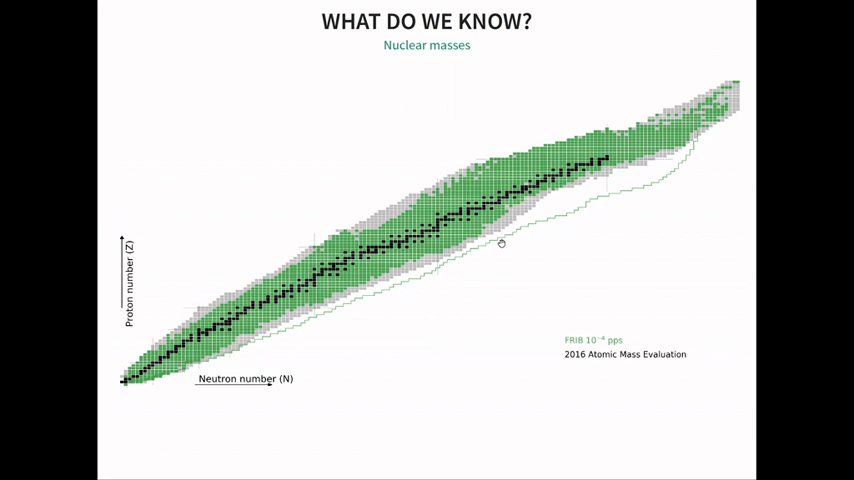 WHAT DO WE KNOW?
Nuclear masses
Proton number (Z)
Neutron number (N)
FRIB 10⁻⁴ pps
2016 Atomic Mass Evaluation